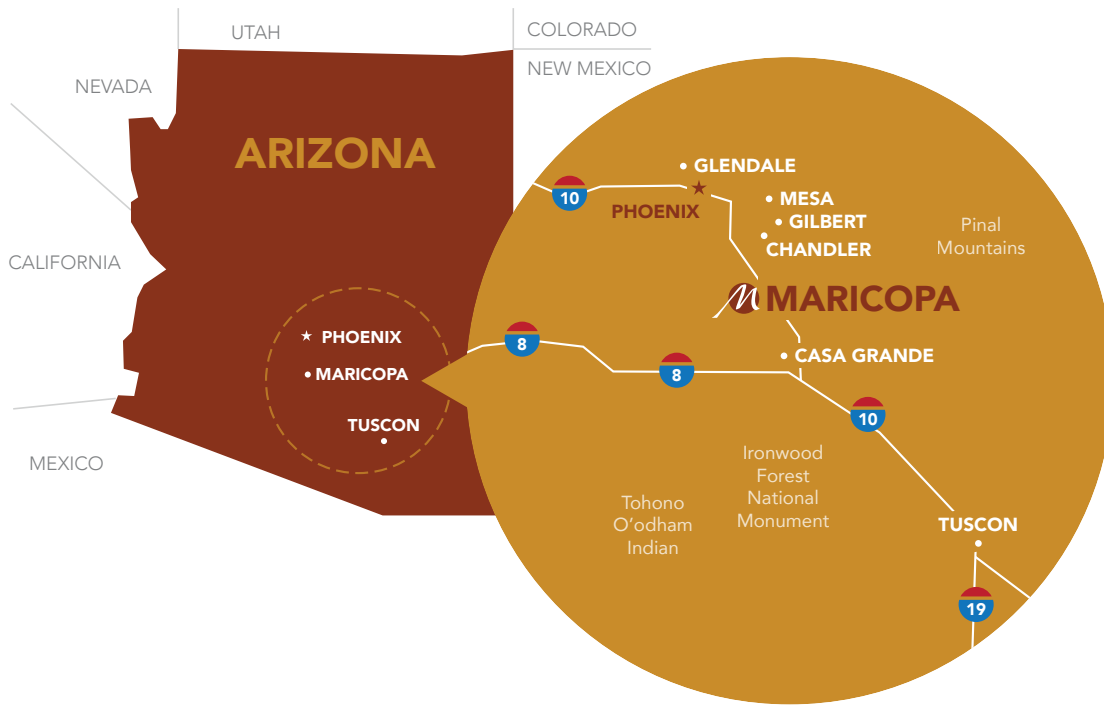 UTAH
COLORADO
NEW MEXICO
NEVADA
ARIZONA
CALIFORNIA
PHOENIX
MARICOPA
TUSCON
MEXICO
GLENDALE
10
PHOENIX
MESA
GILBERT
CHANDLER
Pinal
Mountains
M MARICOPA
8
CASA GRANDE
8
10
Ironwood
Forest
National
Monument
Tohono
O'odham
Indian
TUSCON
19